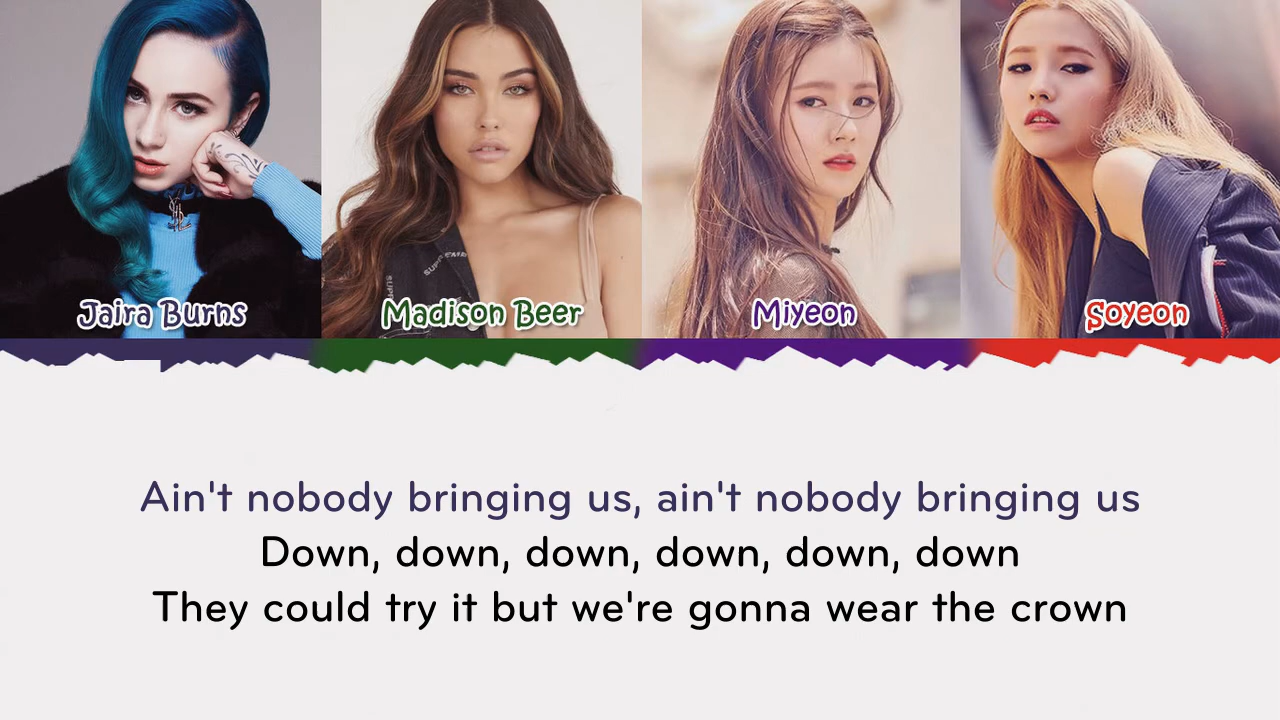 Jaira Burns
Madison Beer
Miyeon
Soyeon
Ain't nobody bringing us, ain't nobody bringing us
Down, down, down, down, down, down
They could try it but we're gonna wear the crown